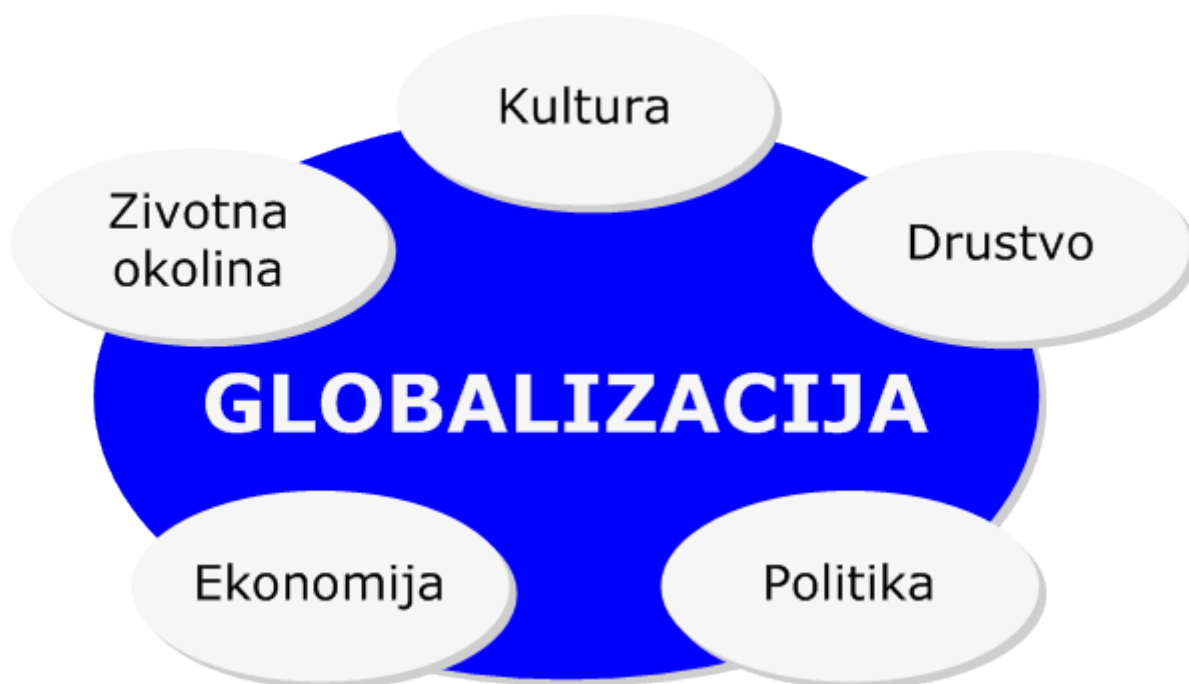 Kultura
Zivotna
okolina
Drustvo
GLOBALIZACIJA
Ekonomija
Politika